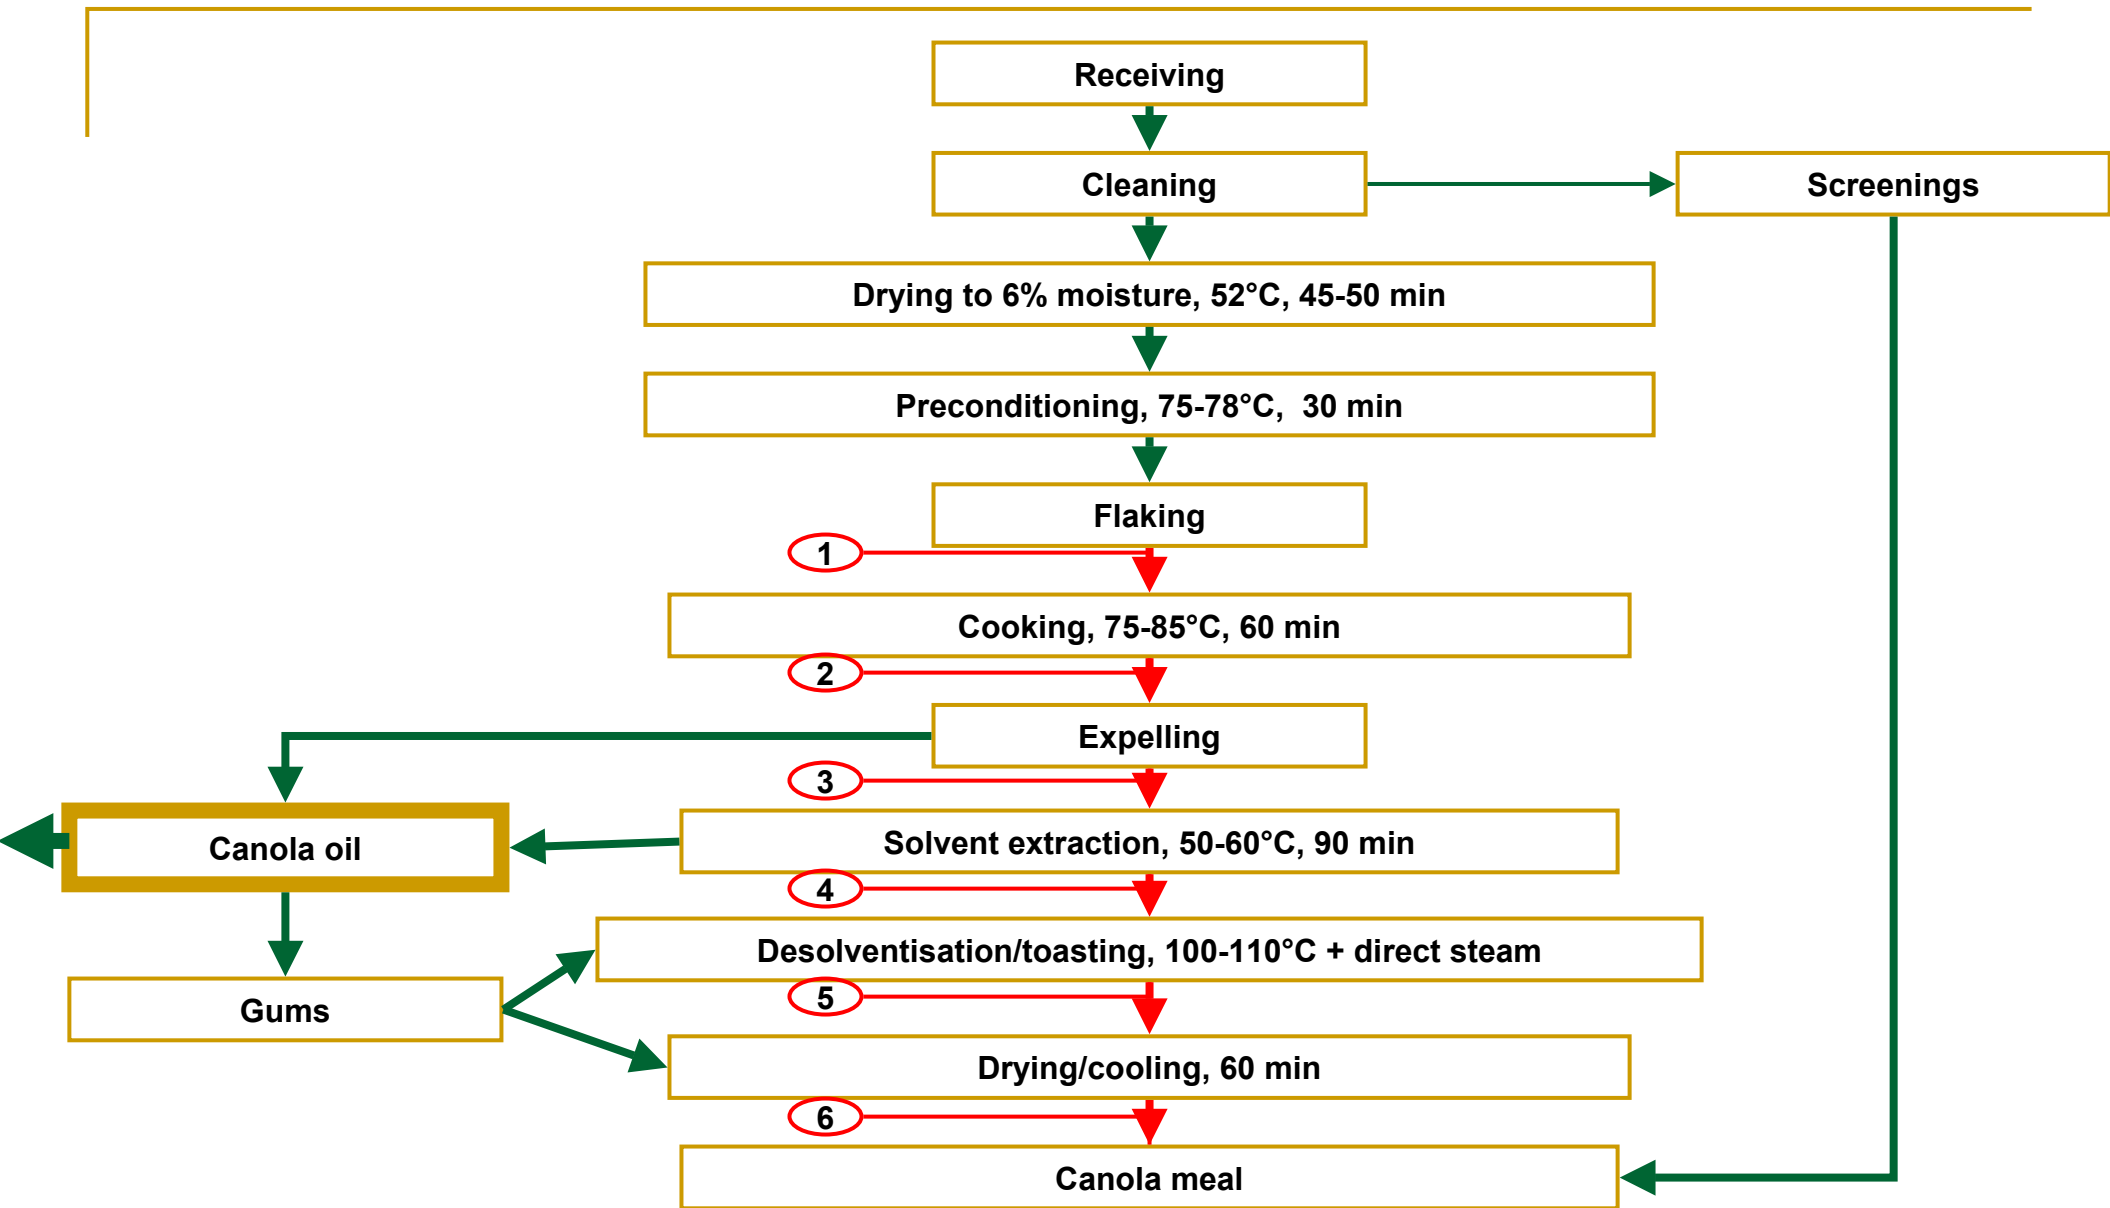 Receiving
Cleaning
Screenings
Drying to 6% moisture, 52°C, 45-50 min
Preconditioning, 75-78°C,  30 min
Flaking
1
Cooking, 75-85°C, 60 min
2
Expelling
3
Canola oil
Solvent extraction, 50-60°C, 90 min
4
Desolventisation/toasting, 100-110°C + direct steam
5
Gums
Drying/cooling, 60 min
6
Canola meal